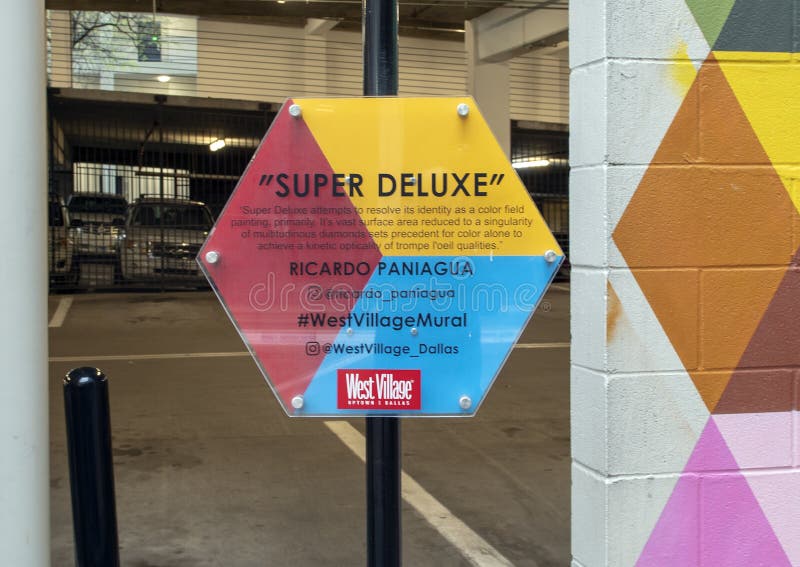 "SUPER DELUXE"
"Super Deluxe attempts to resolve its identity as a color field
painting, primarily. It's vast surface area reduced to a singularity
of multitudinous diamonds sets precedent for color alone to
achieve a kinetic opticality of trompe l'oeil qualities."
RICARDO PANIAGUA
@ricardo_paniagua
#WestVillageMural
@WestVillage_Dallas
West Village
UPTOWN | DALLAS
dreamstime